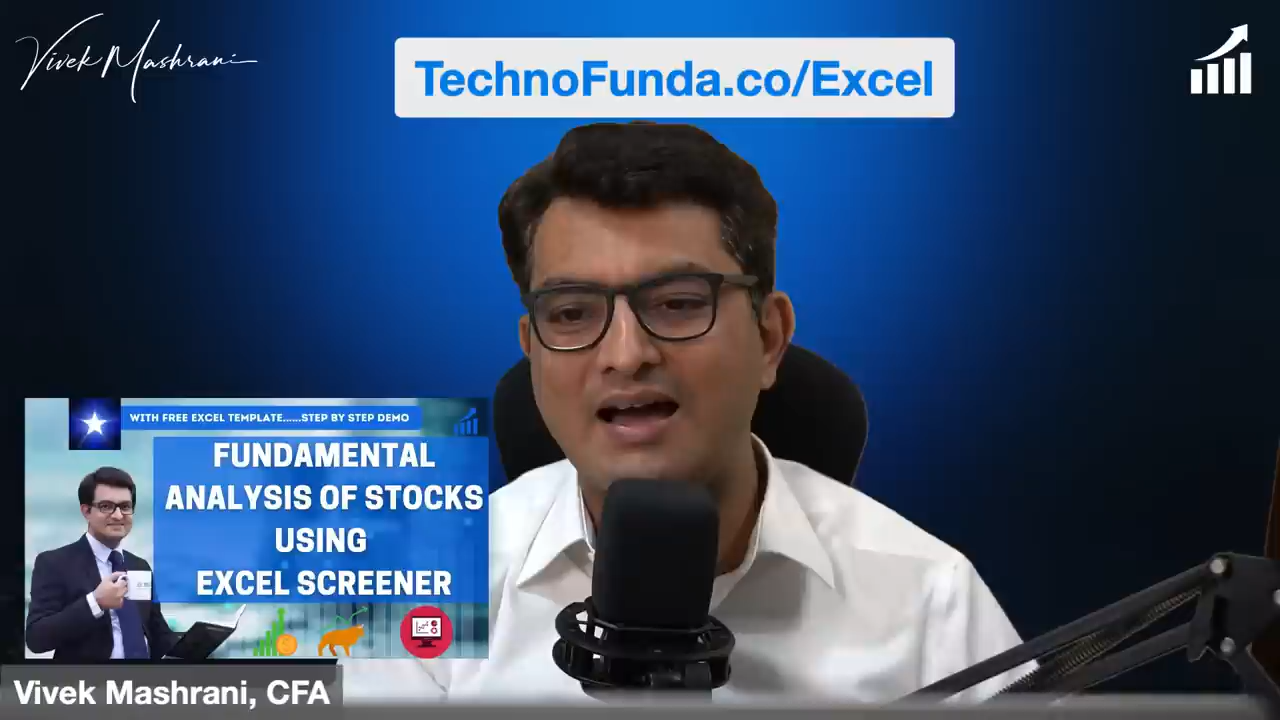 Vivek Mashrani
TechnoFunda.co/Excel
WITH FREE EXCEL TEMPLATE......STEP BY STEP DEMO
FUNDAMENTAL
ANALYSIS OF STOCKS
USING
EXCEL SCREENER
Vivek Mashrani, CFA